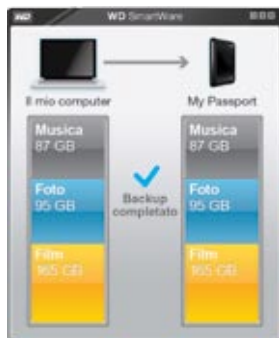 WD
WD SmartWare
Il mio computer
My Passport
Musica
87 GB
Musica
87 GB
Foto
95 GB
Foto
95 GB
Backup
completato
Film
165 GB
Film
165 GB